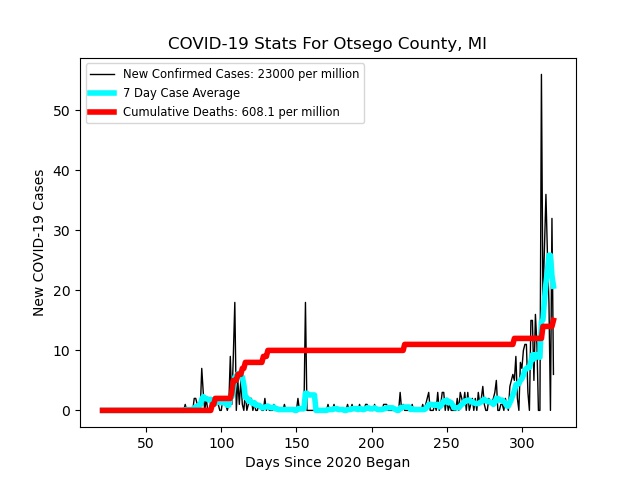 COVID-19 Stats For Otsego County, MI
New Confirmed Cases: 23000 per million
7 Day Case Average
Cumulative Deaths: 608.1 per million
New COVID-19 Cases
50
40
30
20
10
0
50 100 150 200 250 300
Days Since 2020 Began